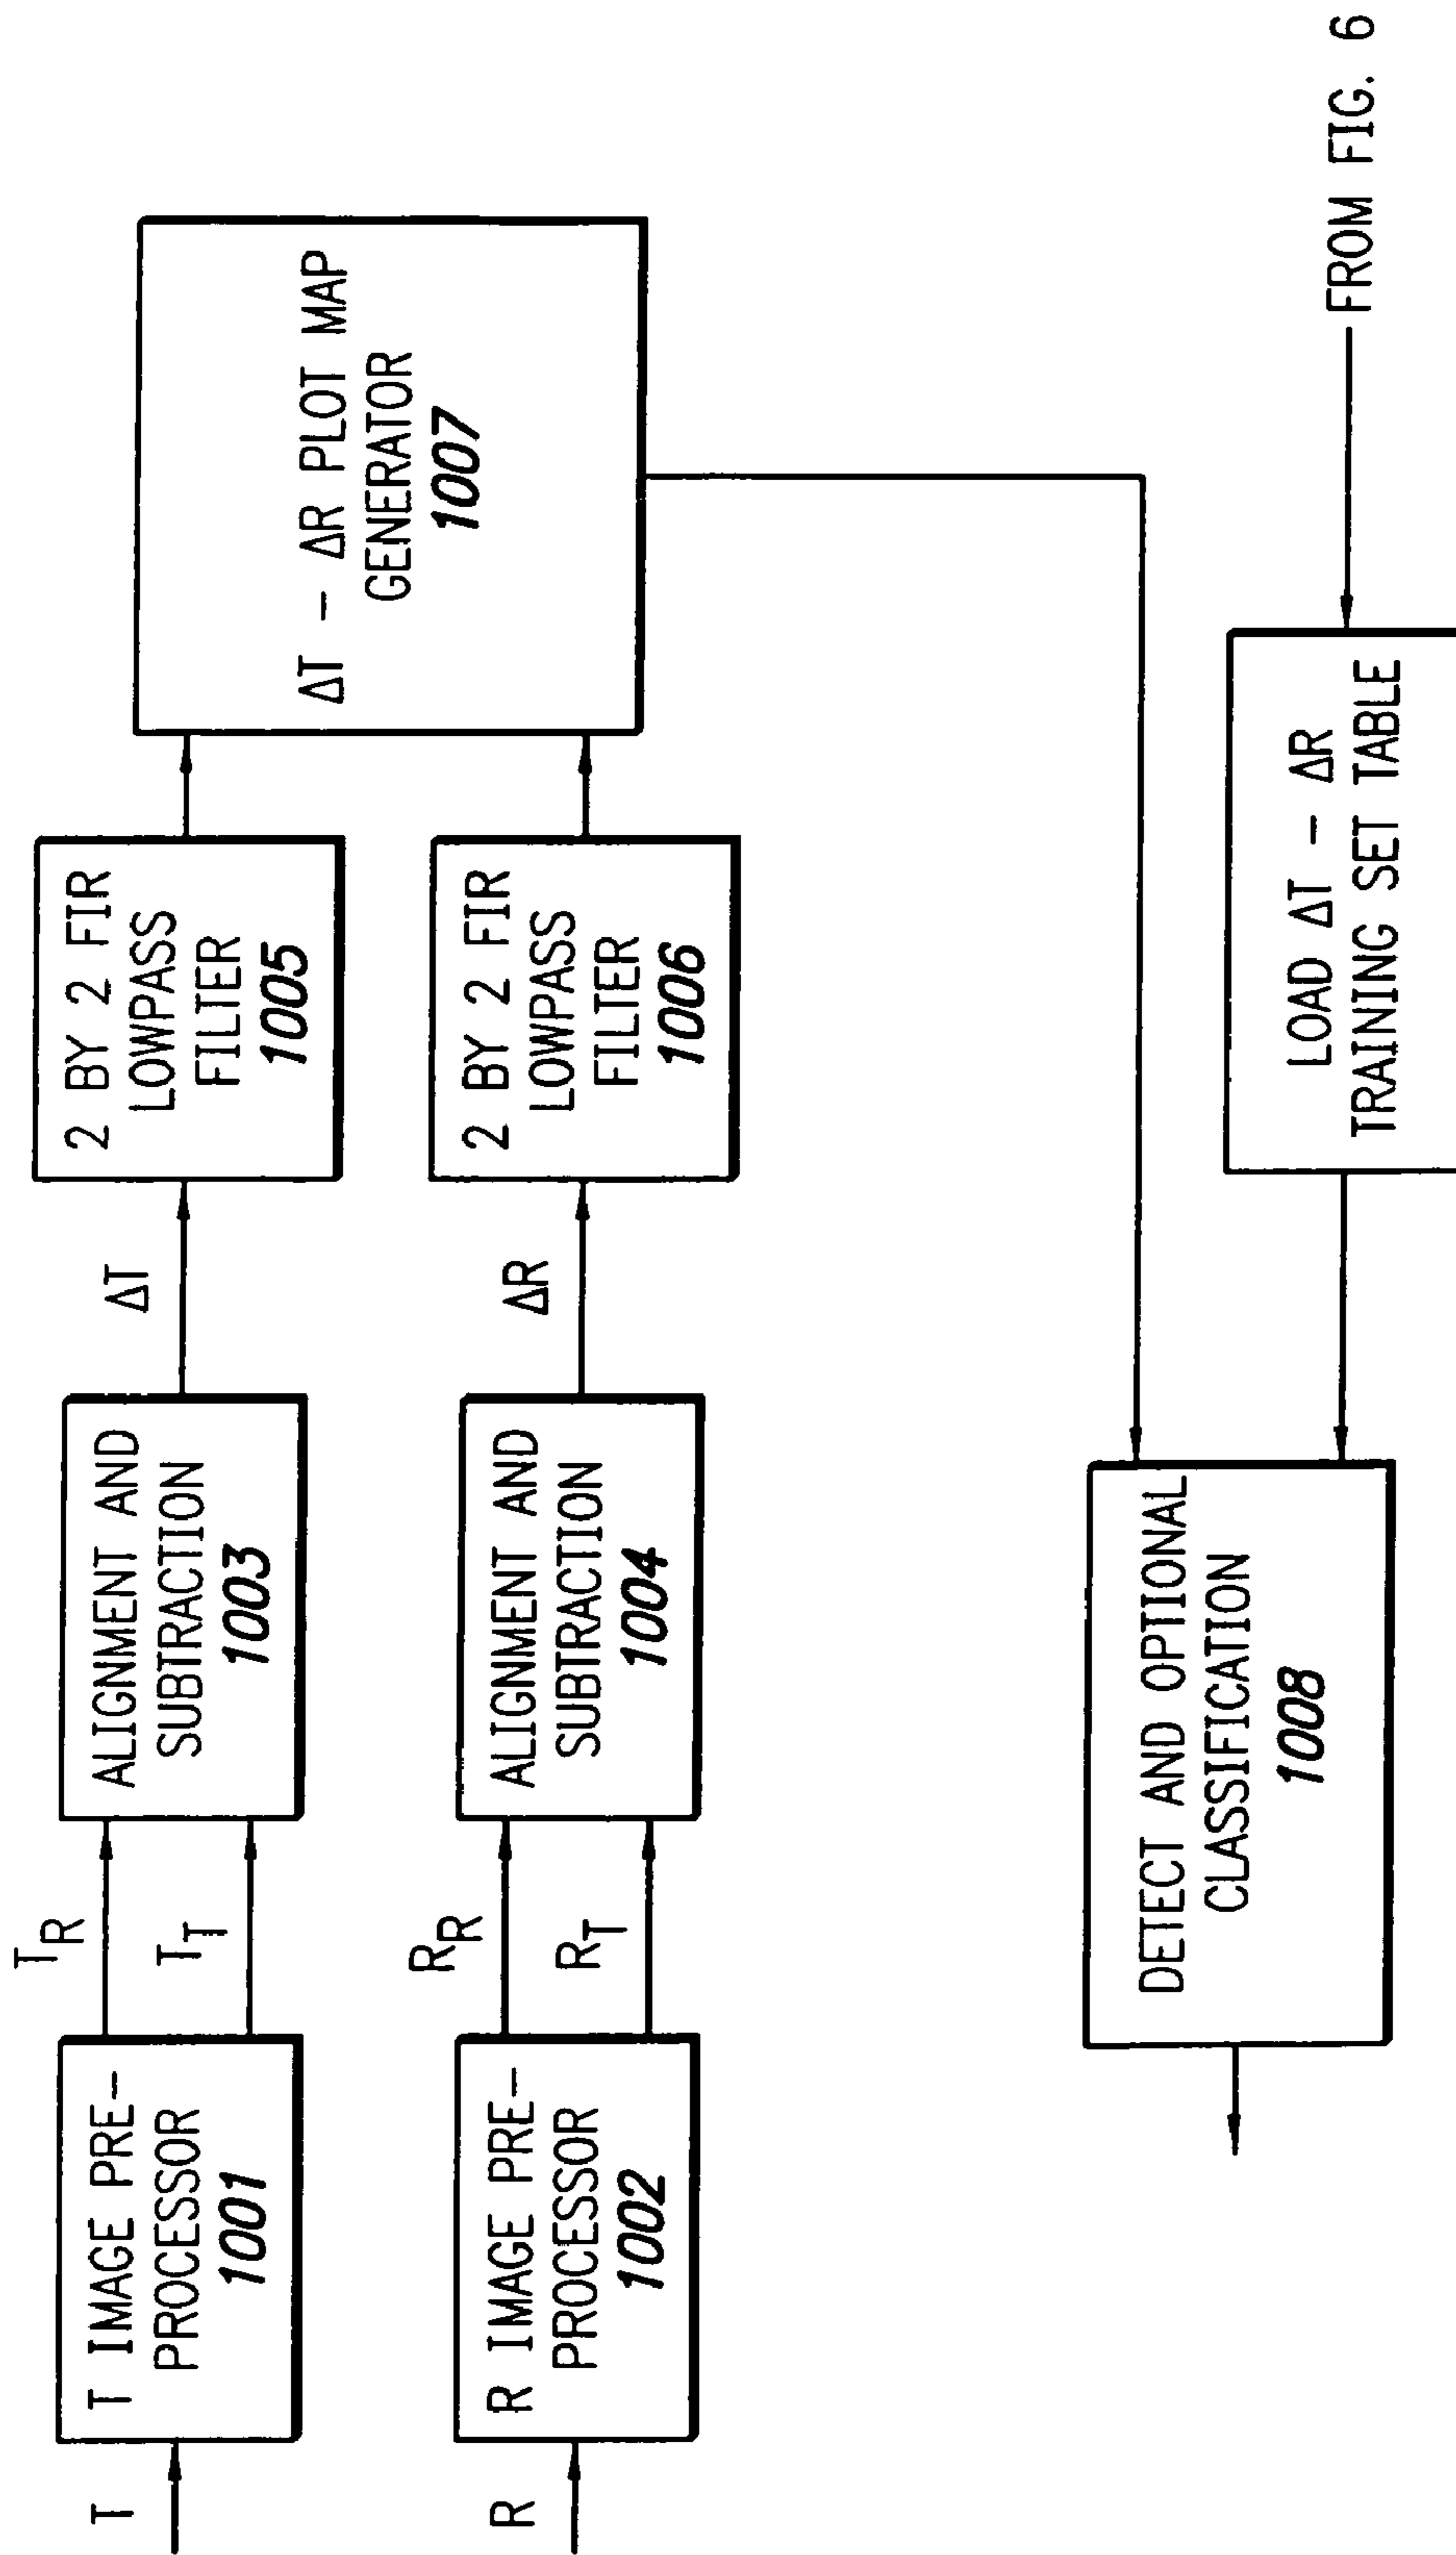 T
T IMAGE PRE-
PROCESSOR
1001
T_R
T_T
ALIGNMENT AND
SUBTRACTION
1003
ΔT
2 BY 2 FIR
LOWPASS
FILTER
1005
R
R IMAGE PRE-
PROCESSOR
1002
R_R
R_T
ALIGNMENT AND
SUBTRACTION
1004
ΔR
2 BY 2 FIR
LOWPASS
FILTER
1006
ΔT - ΔR PLOT MAP
GENERATOR
1007
DETECT AND OPTIONAL
CLASSIFICATION
1008
LOAD ΔT - ΔR
TRAINING SET TABLE
FROM FIG. 6